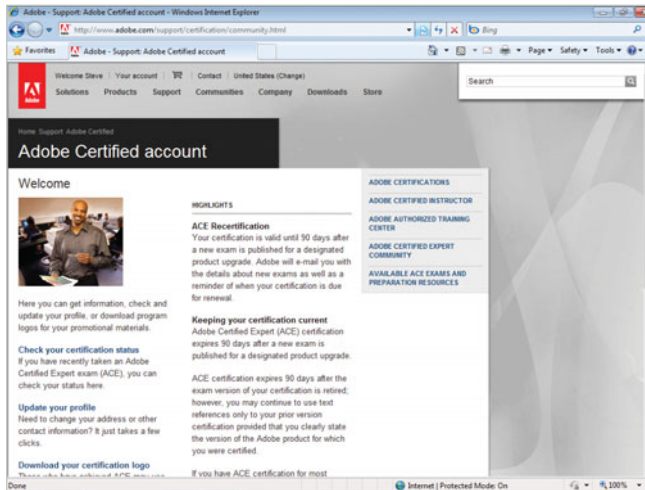 Adobe - Support: Adobe Certified account - Windows Internet Explorer
http://www.adobe.com/support/certification/community.html
Bing
Favorites
Adobe - Support: Adobe Certified account
Page
Safety
Tools
Welcome Steve
Your account
Contact
United States (Change)
Search
Adobe
Solutions
Products
Support
Communities
Company
Downloads
Store
Home Support Adobe Certified
Adobe Certified account
Welcome
Here you can get information, check and
update your profile, or download program
logos for your promotional materials.
Check your certification status
If you have recently taken an Adobe
Certified Expert exam (ACE), you can
check your status here.
Update your profile
Need to change your address or other
contact information? It just takes a few
clicks.
Download your certification logo
Those who have achieved ACE may use
HIGHLIGHTS
ACE Recertification
Your certification is valid until 90 days after
a new exam is published for a designated
product upgrade. Adobe will e-mail you with
the details about new exams as well as a
reminder of when your certification is due
for renewal.
Keeping your certification current
Adobe Certified Expert (ACE) certification
expires 90 days after a new exam is
published for a designated product upgrade.
ACE certification expires 90 days after the
exam version of your certification is retired;
however, you may continue to use text
references only to your prior version
certification provided that you clearly state
the version of the Adobe product for which
you were certified.
If you have ACE certification for most
ADOBE CERTIFICATIONS
ADOBE CERTIFIED INSTRUCTOR
ADOBE AUTHORIZED TRAINING
CENTER
ADOBE CERTIFIED EXPERT
COMMUNITY
AVAILABLE ACE EXAMS AND
PREPARATION RESOURCES
Done
Internet | Protected Mode: On
100%